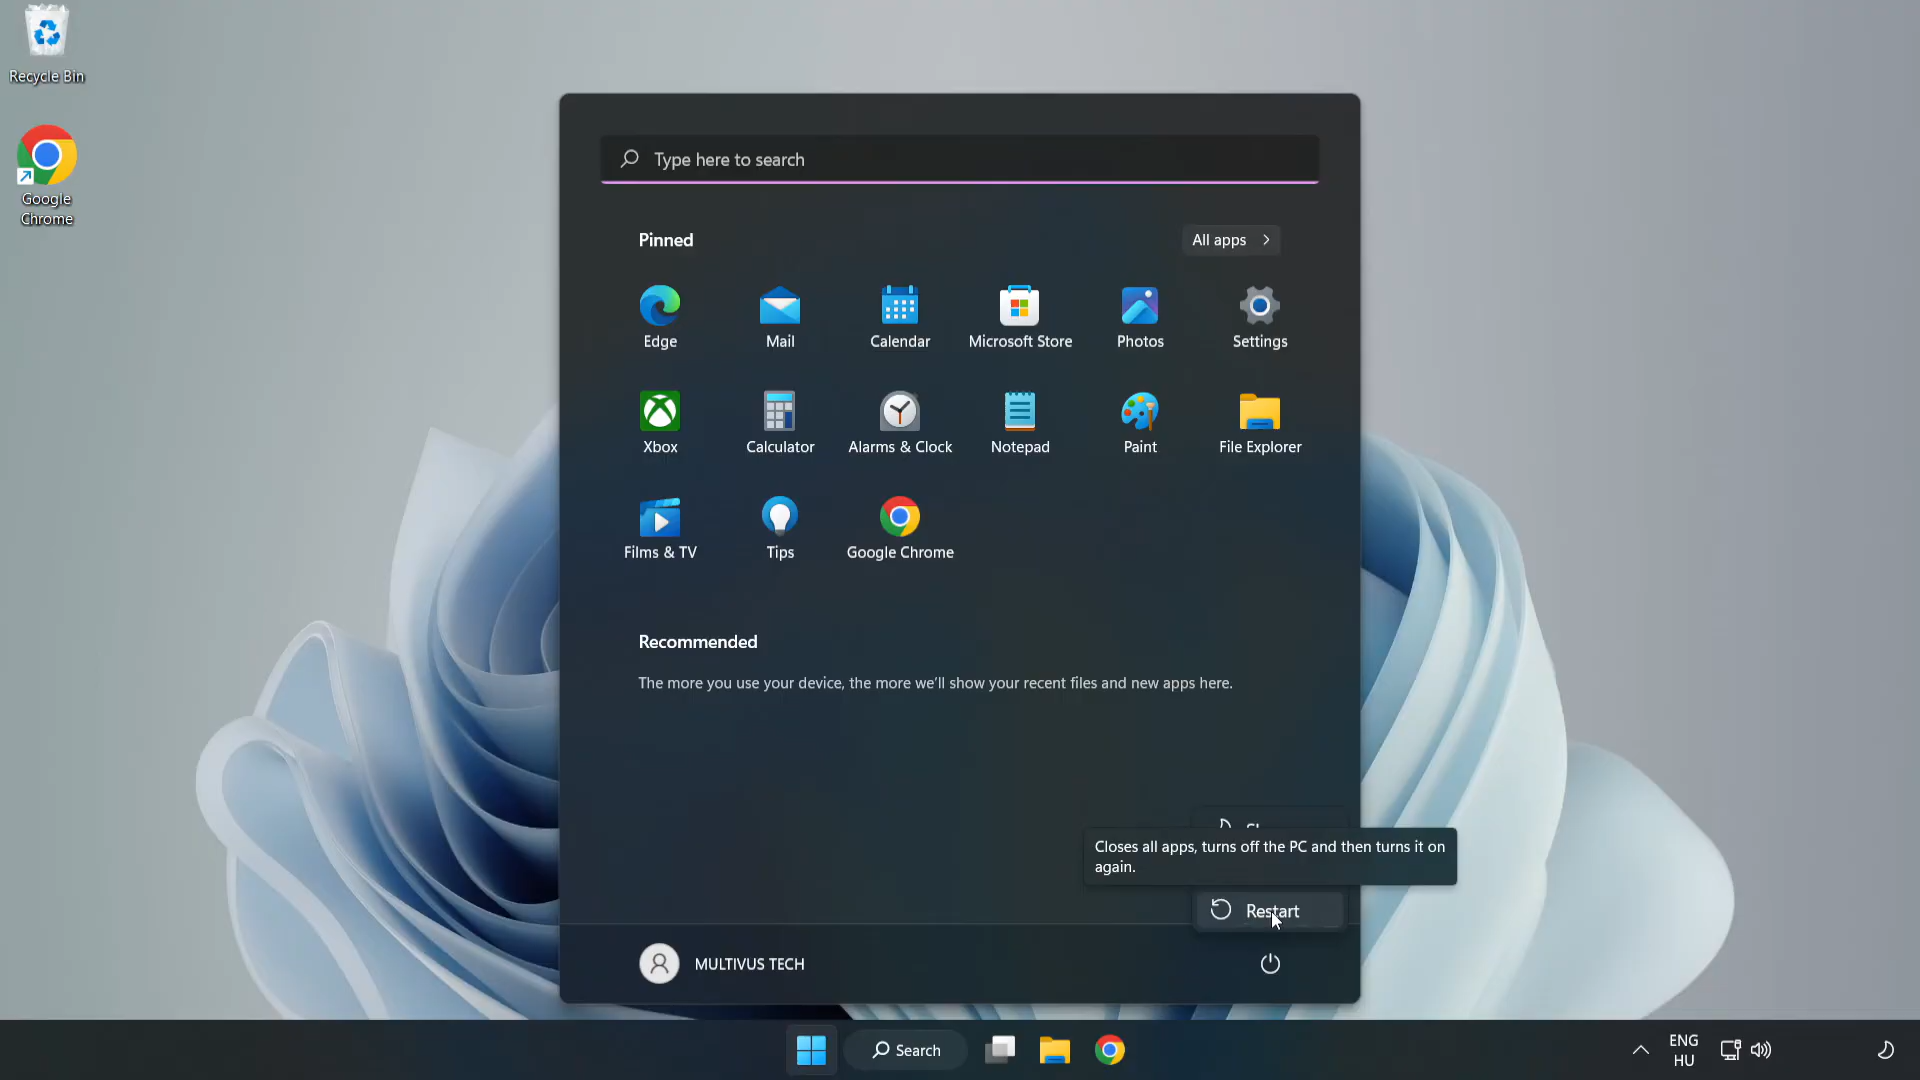 Recycle Bin
Google
Chrome
Type here to search
Pinned
All apps
Edge
Mail
Calendar
Microsoft Store
Photos
Settings
Xbox
Calculator
Alarms & Clock
Notepad
Paint
File Explorer
Films & TV
Tips
Google Chrome
Recommended
The more you use your device, the more we'll show your recent files and new apps here.
Closes all apps, turns off the PC and then turns it on
again.
Restart
MULTIVUS TECH
Search
ENG
HU